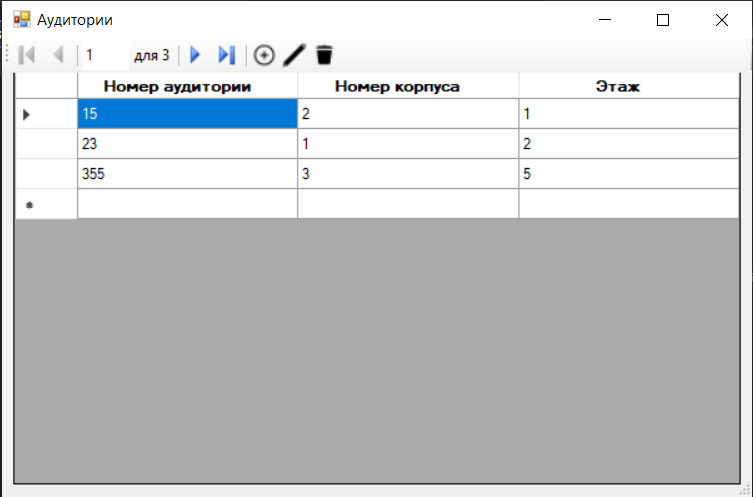 Аудитории
1 для 3
Номер аудитории Номер корпуса Этаж
15 2 1
23 1 2
355 3 5